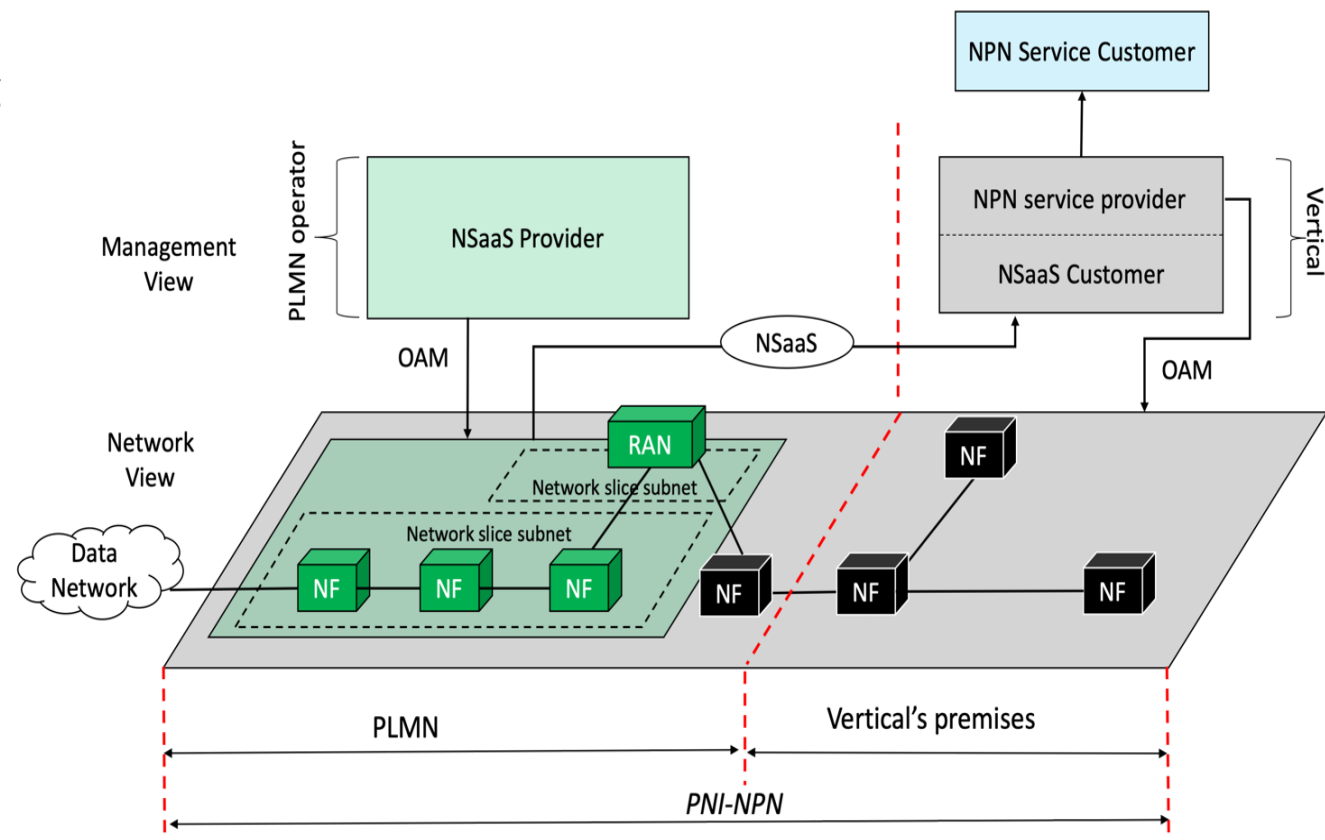 NPN Service Customer
PLMN operator
NSaaS Provider
NPN service provider
NSaaS Customer
Vertical
Management
View
OAM
NSaaS
OAM
Network
View
RAN
NF
Network slice subnet
Network slice subnet
Data
Network
NF
NF
NF
NF
NF
NF
PLMN
Vertical’s premises
PNI-NPN